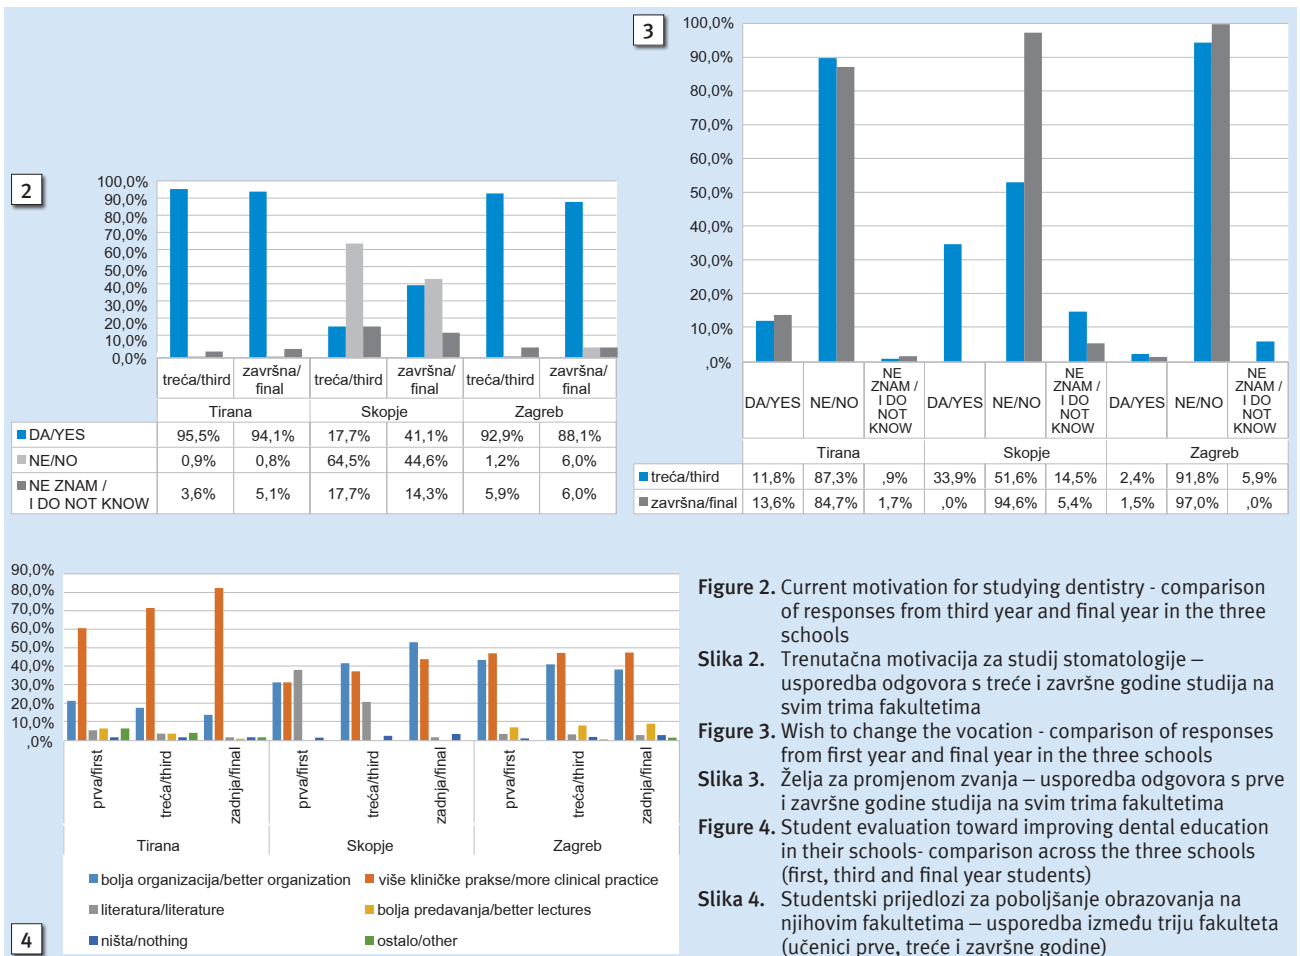 2
100,0%
90,0%
80,0%
70,0%
60,0%
50,0%
40,0%
30,0%
20,0%
10,0%
0,0%
treća/third završna/ final treća/third završna/ final treća/third završna/ final
Tirana Skopje Zagreb
DA/YES 95,5% 94,1% 17,7% 41,1% 92,9% 88,1%
NE/NO 0,9% 0,8% 64,5% 44,6% 1,2% 6,0%
NE ZNAM /
I DO NOT KNOW 3,6% 5,1% 17,7% 14,3% 5,9% 6,0%
3
100,0%
90,0%
80,0%
70,0%
60,0%
50,0%
40,0%
30,0%
20,0%
10,0%
,0%
DA/YES NE/NO NE ZNAM / I DO NOT KNOW DA/YES NE/NO NE ZNAM / I DO NOT KNOW DA/YES NE/NO NE ZNAM / I DO NOT KNOW
Tirana Skopje Zagreb
treća/third 11,8% 87,3% ,9% 33,9% 51,6% 14,5% 2,4% 91,8% 5,9%
završna/final 13,6% 84,7% 1,7% ,0% 94,6% 5,4% 1,5% 97,0% ,0%
90,0%
80,0%
70,0%
60,0%
50,0%
40,0%
30,0%
20,0%
10,0%
,0%
prva/first treća/third zadnja/final prva/first treća/third zadnja/final prva/first treća/third zadnja/final
Tirana Skopje Zagreb
bolja organizacija/better organization više kliničke prakse/more clinical practice
literatura/literature bolja predavanja/better lectures
ništa/nothing ostalo/other
4
Figure 2. Current motivation for studying dentistry - comparison
of responses from third year and final year in the three
schools
Slika 2. Trenutačna motivacija za studij stomatologije –
usporedba odgovora s treće i završne godine studija na
svim trima fakultetima
Figure 3. Wish to change the vocation - comparison of responses
from first year and final year in the three schools
Slika 3. Želja za promjenom zvanja – usporedba odgovora s prve
i završne godine studija na svim trima fakultetima
Figure 4. Student evaluation toward improving dental education
in their schools- comparison across the three schools
(first, third and final year students)
Slika 4. Studentski prijedlozi za poboljšanje obrazovanja na
njihovim fakultetima – usporedba između triju fakulteta
(učenici prve, treće i završne godine)